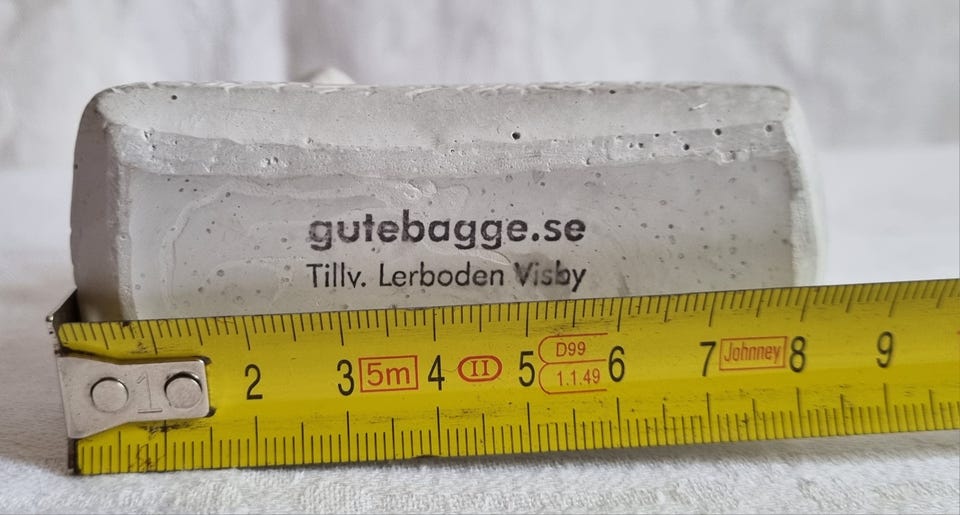 gutebagge.se
Tillv. Lerboden Visby
1 2 3 5m 4 II 5 D99 6 7 Johnney 8 9
1.1.49